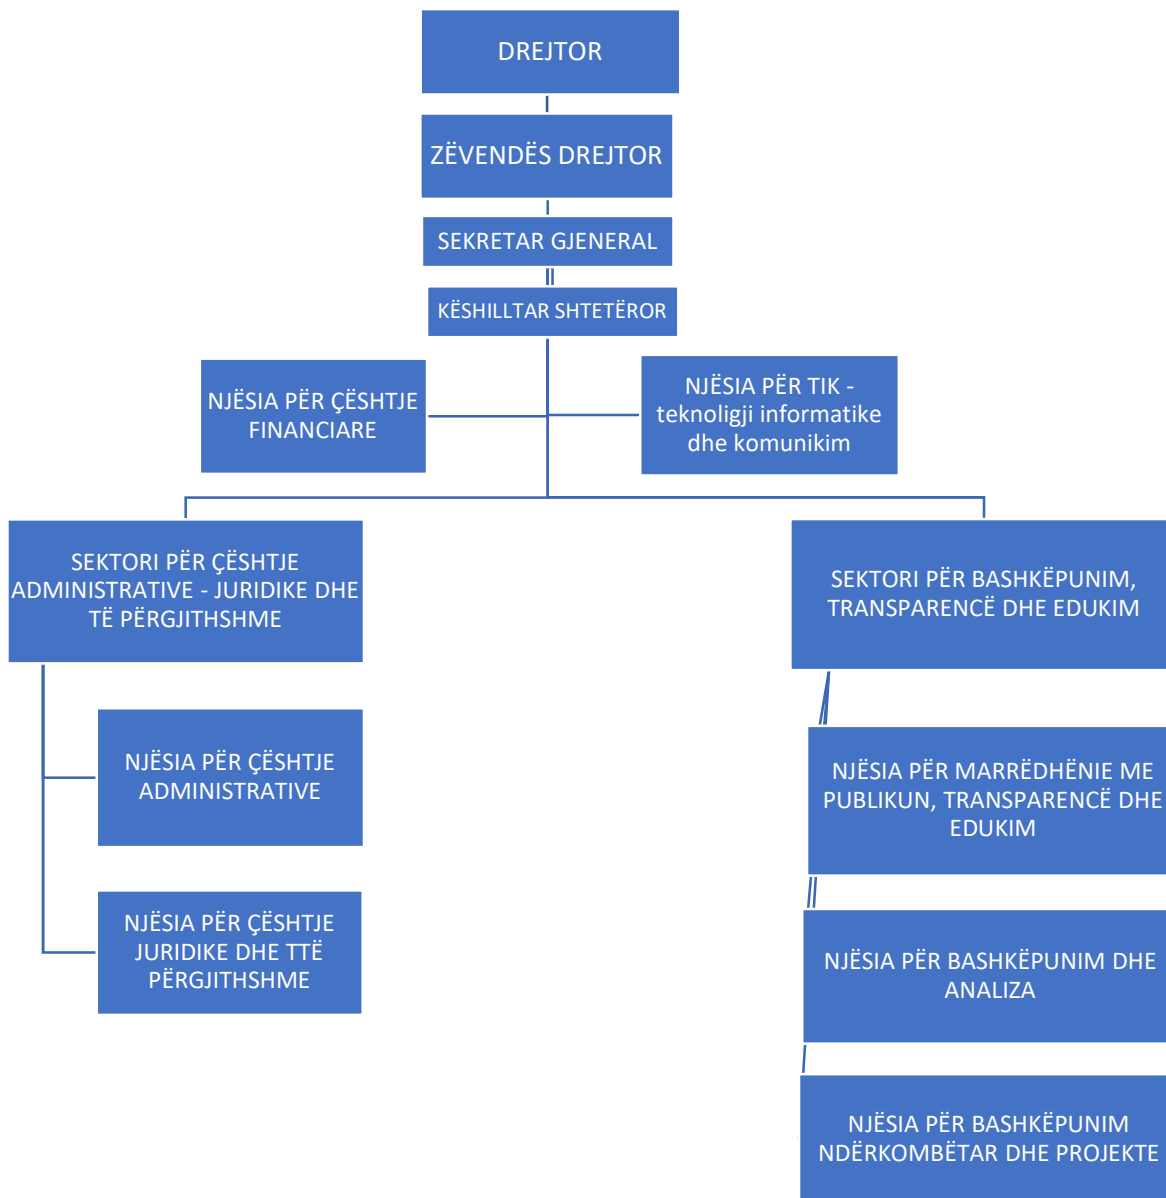 DREJTOR
ZËVENDËS DREJTOR
SEKRETAR GJENERAL
KËSHILLTAR SHTETËROR
NJËSIA PËR ÇËSHTJE
FINANCIARE
NJËSIA PËR TIK -
teknoligji informatike
dhe komunikim
SEKTORI PËR ÇËSHTJE
ADMINISTRATIVE - JURIDIKE DHE
TË PËRGJITHSHME
NJËSIA PËR ÇËSHTJE
ADMINISTRATIVE
NJËSIA PËR ÇËSHTJE
JURIDIKE DHE TTË
PËRGJITHSHME
SEKTORI PËR BASHKËPUNIM,
TRANSPARENCË DHE EDUKIM
NJËSIA PËR MARRËDHËNIE ME
PUBLIKUN, TRANSPARENCË DHE
EDUKIM
NJËSIA PËR BASHKËPUNIM DHE
ANALIZA
NJËSIA PËR BASHKËPUNIM
NDËRKOMBËTAR DHE PROJEKTE